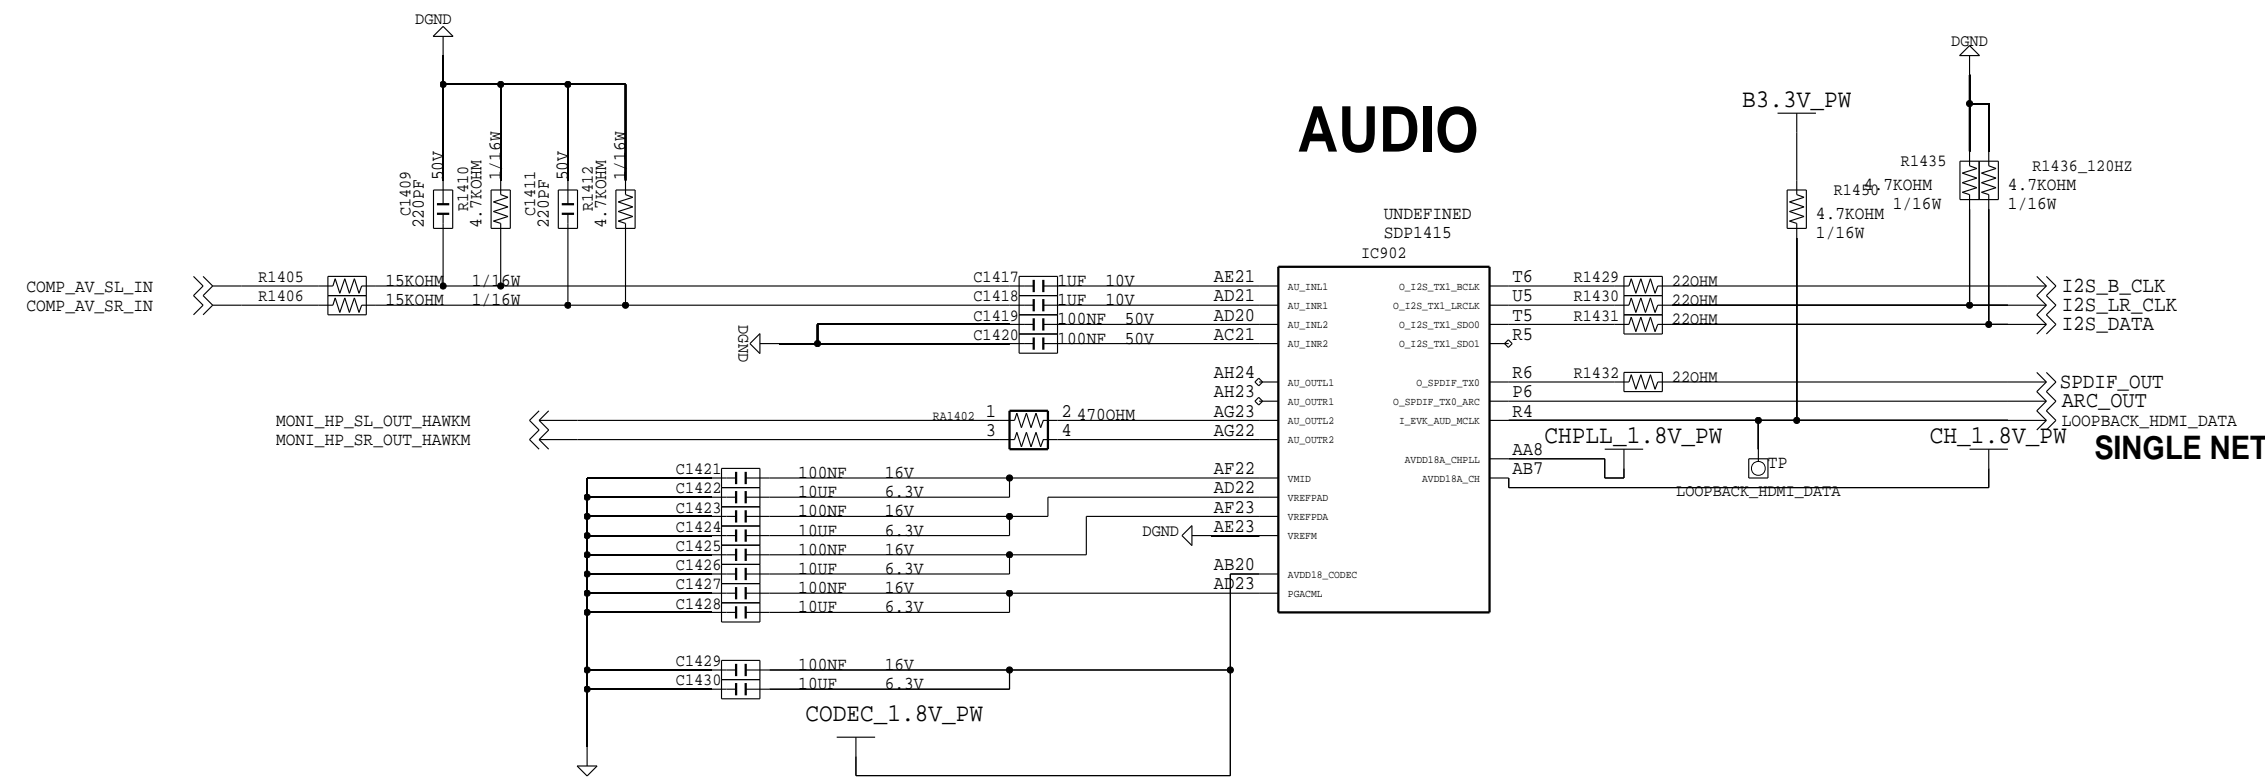 DGND
DGND
B3.3V_PW
AUDIO
C1409
220PF
50V
R1410
4.7KOHM
1/16W
C1411
220PF
50V
R1412
4.7KOHM
1/16W
R1435
4.7KOHM
1/16W
R1436_120HZ
4.7KOHM
1/16W
R1450
4.7KOHM
1/16W
UNDEFINED
SDP1415
IC902
COMP_AV_SL_IN
R1405
15KOHM 1/16W
COMP_AV_SR_IN
R1406
15KOHM 1/16W
C1417 1UF 10V AE21 AU_INL1
C1418 1UF 10V AD21 AU_INR1
C1419 100NF 50V AD20 AU_INL2
C1420 100NF 50V AC21 AU_INR2
DGND
O_I2S_TX1_BCLK T6 R1429 22OHM I2S_B_CLK
O_I2S_TX1_LRCLK U5 R1430 22OHM I2S_LR_CLK
O_I2S_TX1_SDO0 T5 R1431 22OHM I2S_DATA
O_I2S_TX1_SDO1 R5
AH24 AU_OUTL1
AH23 AU_OUTR1
MONI_HP_SL_OUT_HAWKM RA1402 1 2 47OOHM AG23 AU_OUTL2
MONI_HP_SR_OUT_HAWKM 3 4 AG22 AU_OUTR2
O_SPDIF_TX0 R6 R1432 22OHM SPDIF_OUT
O_SPDIF_TX0_ARC P6 ARC_OUT
I_EVK_AUD_MCLK R4 LOOPBACK_HDMI_DATA
CHPLL_1.8V_PW
CH_1.8V_PW
SINGLE NET
AVDD18A_CHPLL AA8
AVDD18A_CH AB7
TP
LOOPBACK_HDMI_DATA
C1421 100NF 16V AF22 VMID
C1422 10UF 6.3V AD22 VREFPAD
C1423 100NF 16V AF23 VREFPDA
C1424 10UF 6.3V DGND AE23 VREFM
C1425 100NF 16V
C1426 10UF 6.3V AB20 AVDD18_CODEC
C1427 100NF 16V AD23 PGACML
C1428 10UF 6.3V
C1429 100NF 16V
C1430 10UF 6.3V
CODEC_1.8V_PW